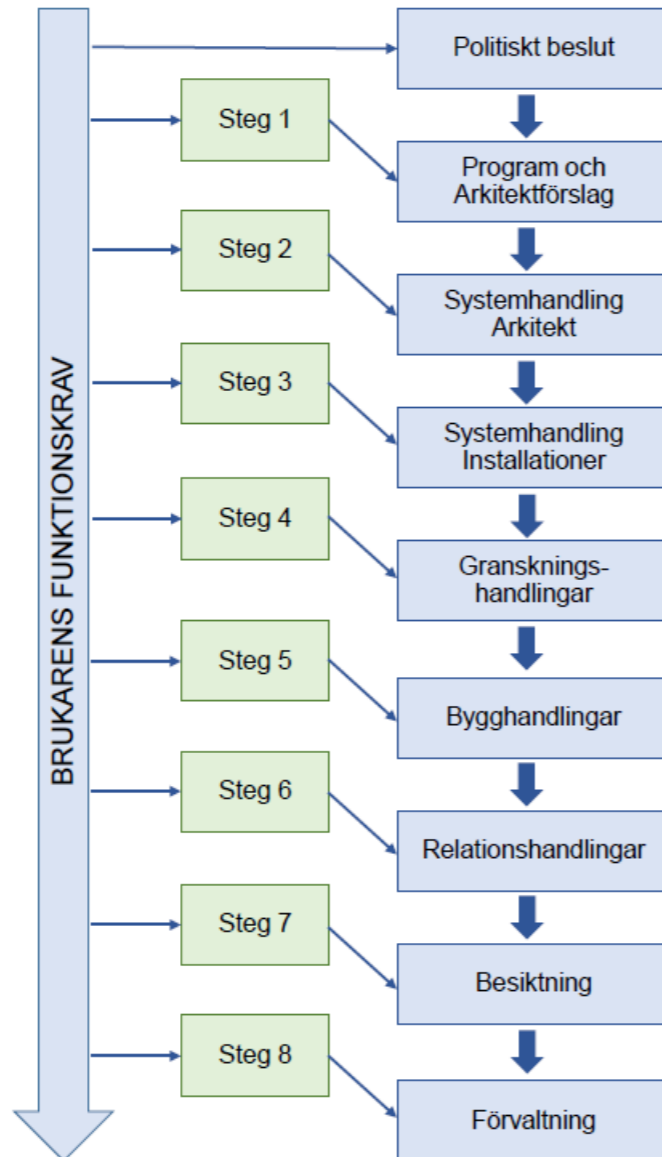 BRUKARENS FUNKTIONSKRAV
Politiskt beslut
Steg 1
Program och
Arkitektförslag
Steg 2
Systemhandling
Arkitekt
Steg 3
Systemhandling
Installationer
Steg 4
Gransknings-
handlingar
Steg 5
Bygghandlingar
Steg 6
Relationshandlingar
Steg 7
Besiktning
Steg 8
Förvaltning